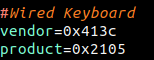 #Wired Keyboard
vendor=0x413c
product=0x2105